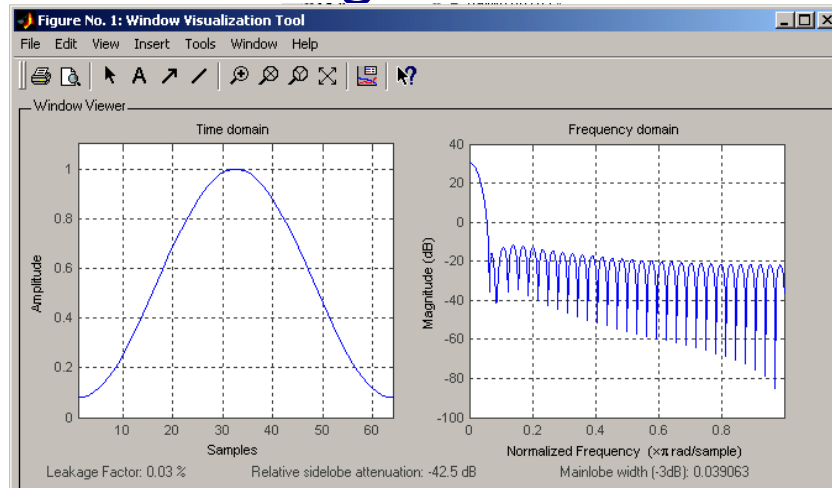 Figure No. 1: Window Visualization Tool
File Edit View Insert Tools Window Help
A
Window Viewer
Time domain
Frequency domain
1
0.8
0.6
0.4
0.2
0
Amplitude
10 20 30 40 50 60
Samples
40
20
0
-20
-40
-60
-80
-100
Magnitude (dB)
0 0.2 0.4 0.6 0.8
Normalized Frequency (×π rad/sample)
Leakage Factor: 0.03 % Relative sidelobe attenuation: -42.5 dB Mainlobe width (-3dB): 0.039063